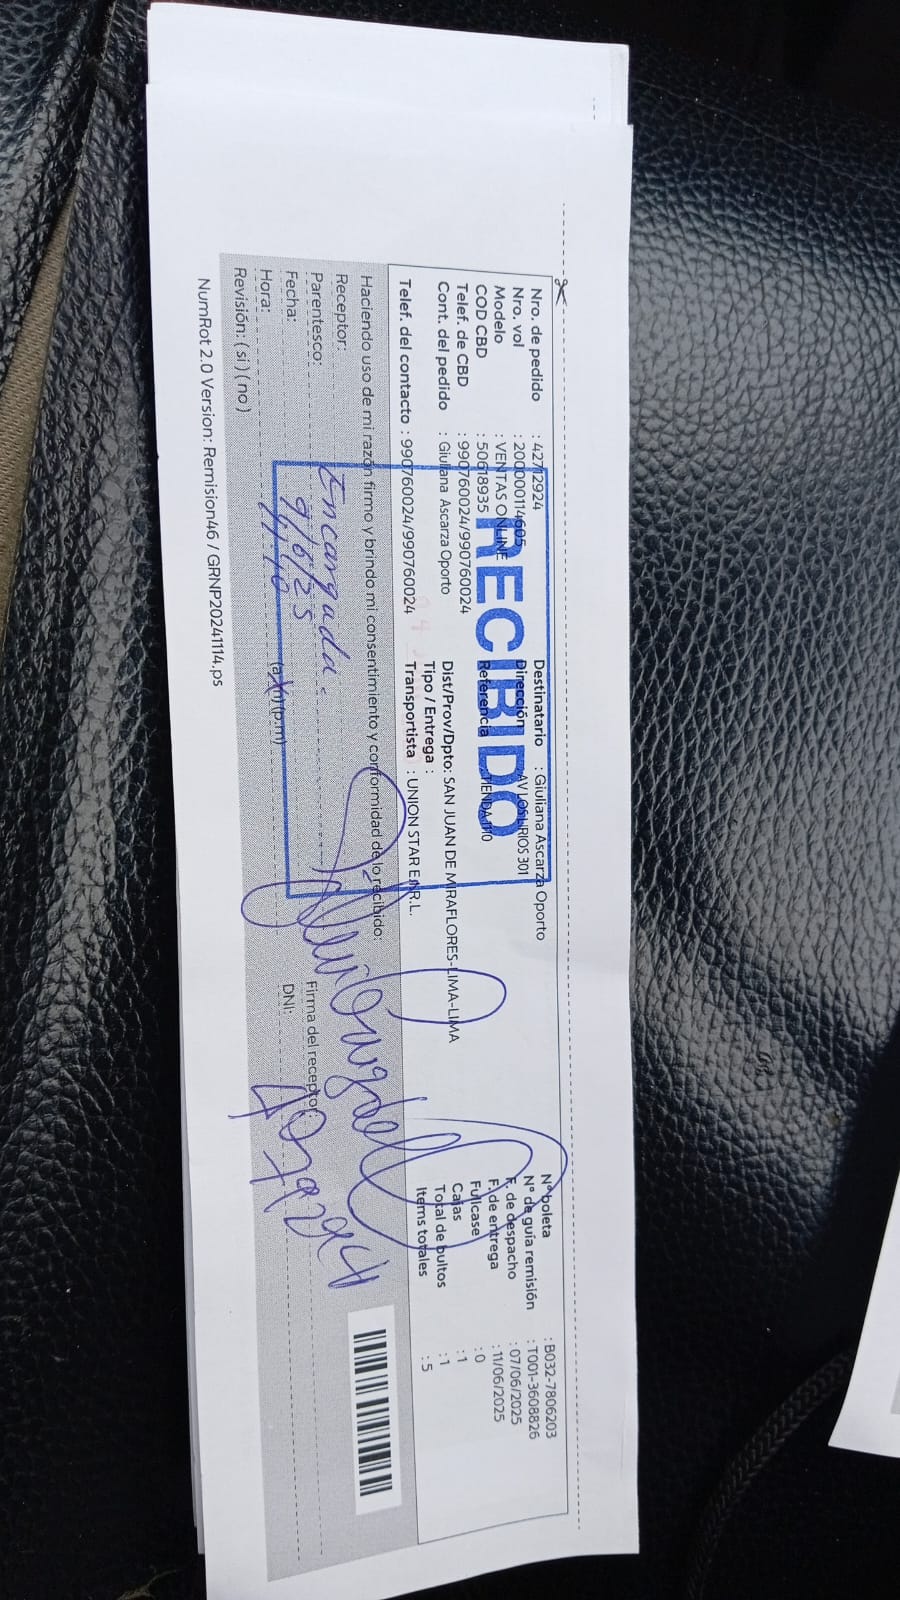 Nro. de pedido : 42712924
Nro. vol : 200000114605
Modelo : VENTAS ONLINE
COD CBD : 50618935
Telef. de CBD : 990760024/990760024
Cont. del pedido : Giuliana Ascarza Oporto
Telef. del contacto : 990760024/990760024
RECIBIDO
Destinatario : Giuliana Ascarza Oporto
Dirección : AV LOS LIRIOS 301
Referencia : TIENDA
Dist/Prov/Dpto: SAN JUAN DE MIRAFLORES-LIMA-LIMA
Tipo / Entrega :
Transportista : UNION STAR E.I.R.L.
N° boleta : B032-7806203
N° de guía remisión : T001-3608826
F. de despacho : 07/06/2025
F. de entrega : 11/06/2025
Fullcase : 0
Cajas : 1
Total de bultos : 1
Items totales : 5
Haciendo uso de mi razón firmo y brindo mi consentimiento y conformidad de lo recibido:
Receptor:
Parentesco: Encargada.
Fecha: 9/6/25
Hora: 11:40 (a.m) (p.m)
Revisión: ( si ) ( no )
Firma del receptor:
DNI:
NumRot 2.0 Version: Remision46 / GRNP20241114.ps